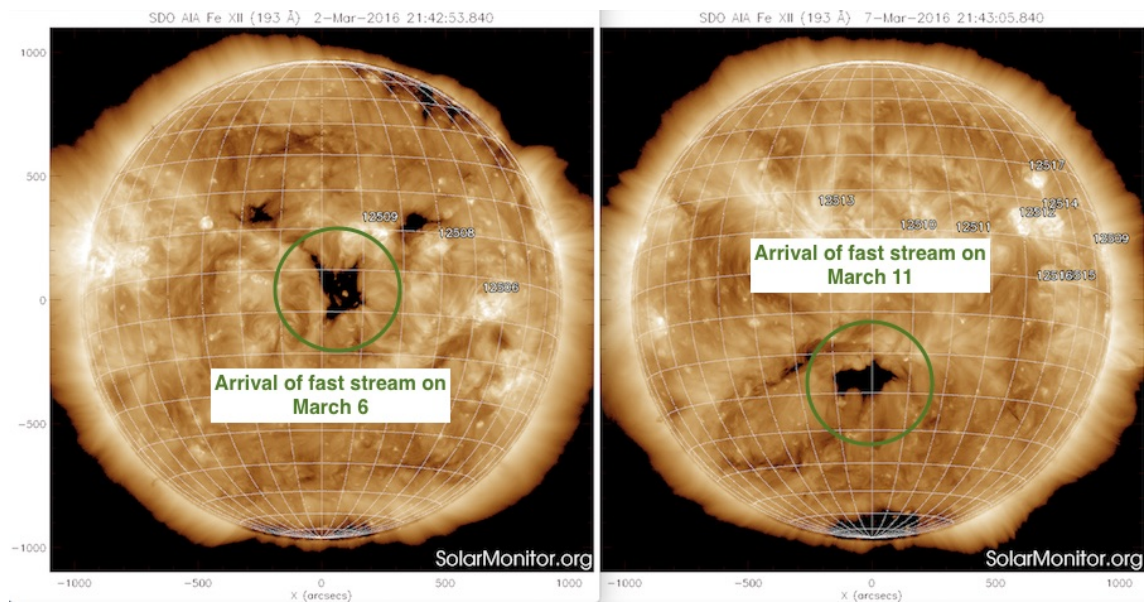 SDO AIA Fe XII (193 Å) 2-Mar-2016 21:42:53.840
1000
500
0
−500
−1000
12509
12508
12506
Arrival of fast stream on
March 6
SolarMonitor.org
−1000 −500 0 500 1000
X (arcsecs)
SDO AIA Fe XII (193 Å) 7-Mar-2016 21:43:05.840
12517
12513
12514
12512
12510
12511
12509
Arrival of fast stream on
March 11
SolarMonitor.org
−1000 −500 0 500 1000
X (arcsecs)